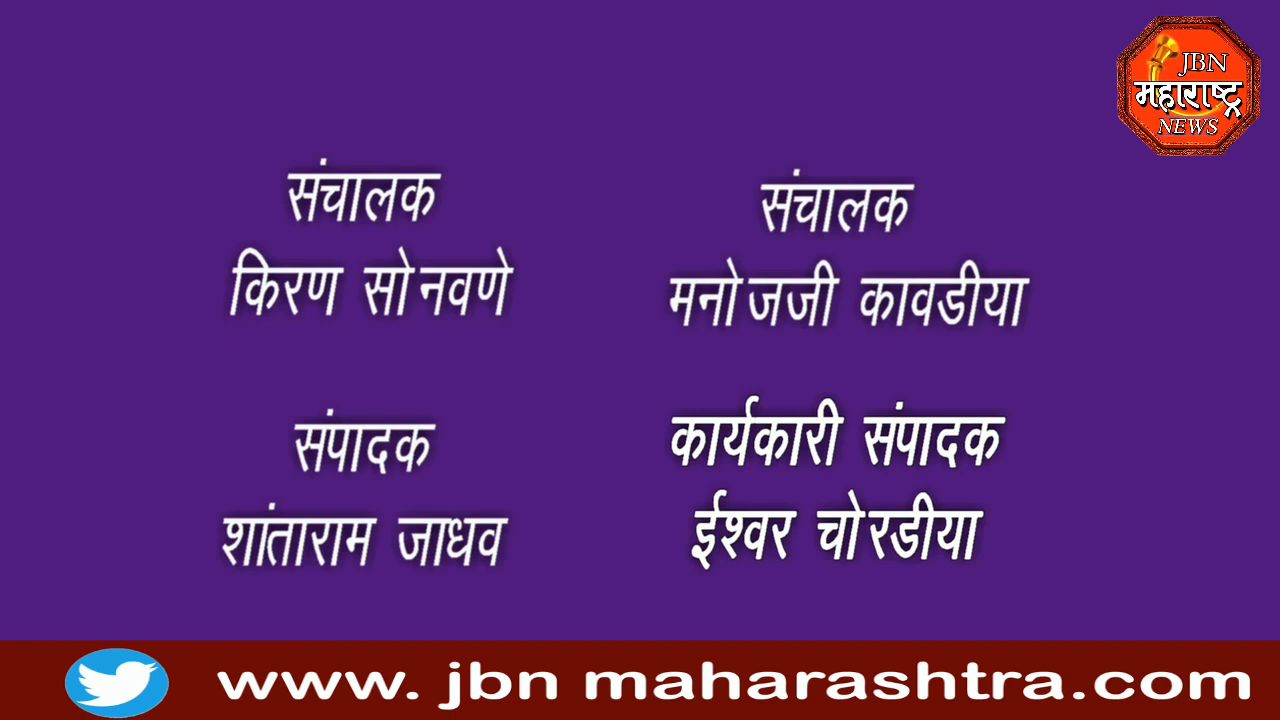 JBN
महाराष्ट्र
NEWS
संचालक
किरण सोनवणे
संचालक
मनोजजी कावडीया
संपादक
शांताराम जाधव
कार्यकारी संपादक
ईश्वर चोरडीया
www. jbn maharashtra.com